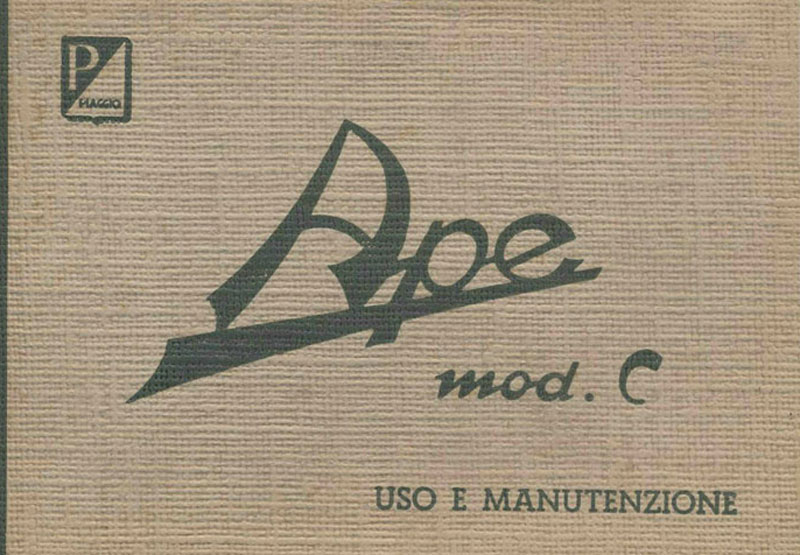 P
PIAGGIO
Ape
mod. C
USO E MANUTENZIONE